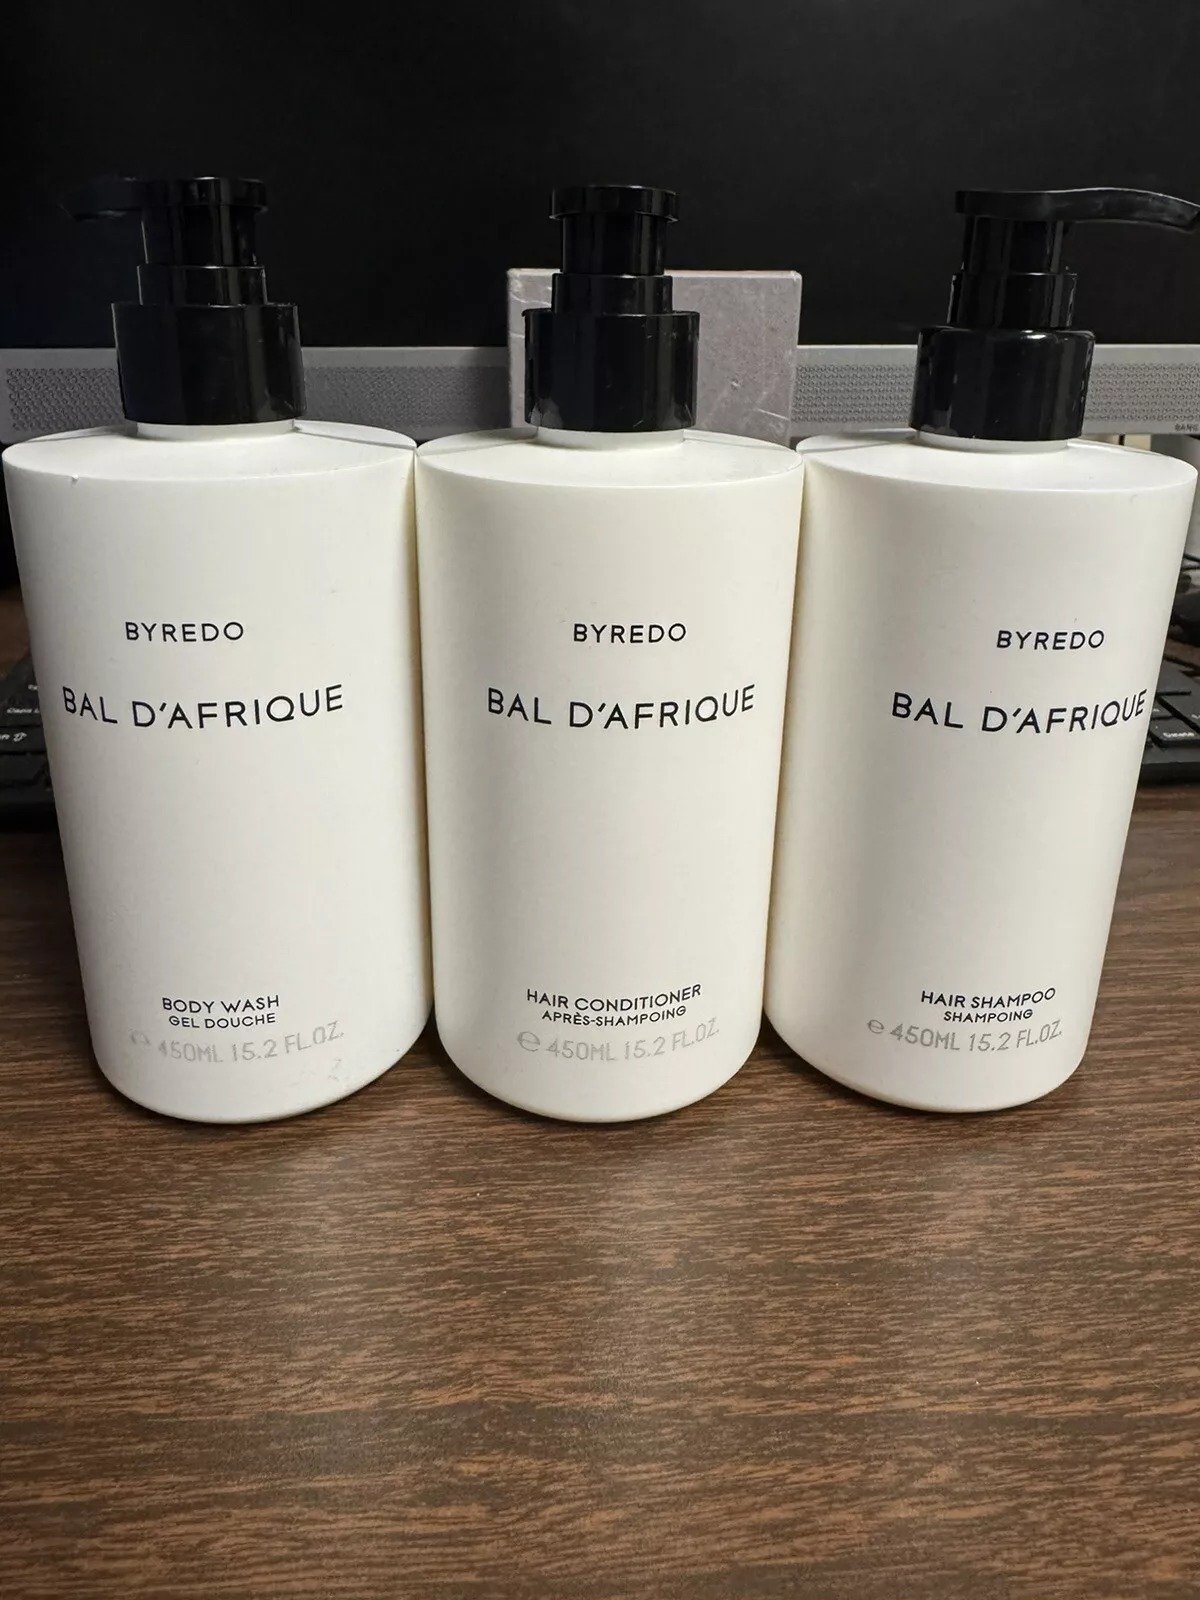 BYREDO
BAL D'AFRIQUE
BODY WASH
GEL DOUCHE
e 450ML 15.2 FL.OZ.
BYREDO
BAL D'AFRIQUE
HAIR CONDITIONER
APRÈS-SHAMPOING
e 450ML 15.2 FL.OZ.
BYREDO
BAL D'AFRIQUE
HAIR SHAMPOO
SHAMPOING
e 450ML 15.2 FL.OZ.